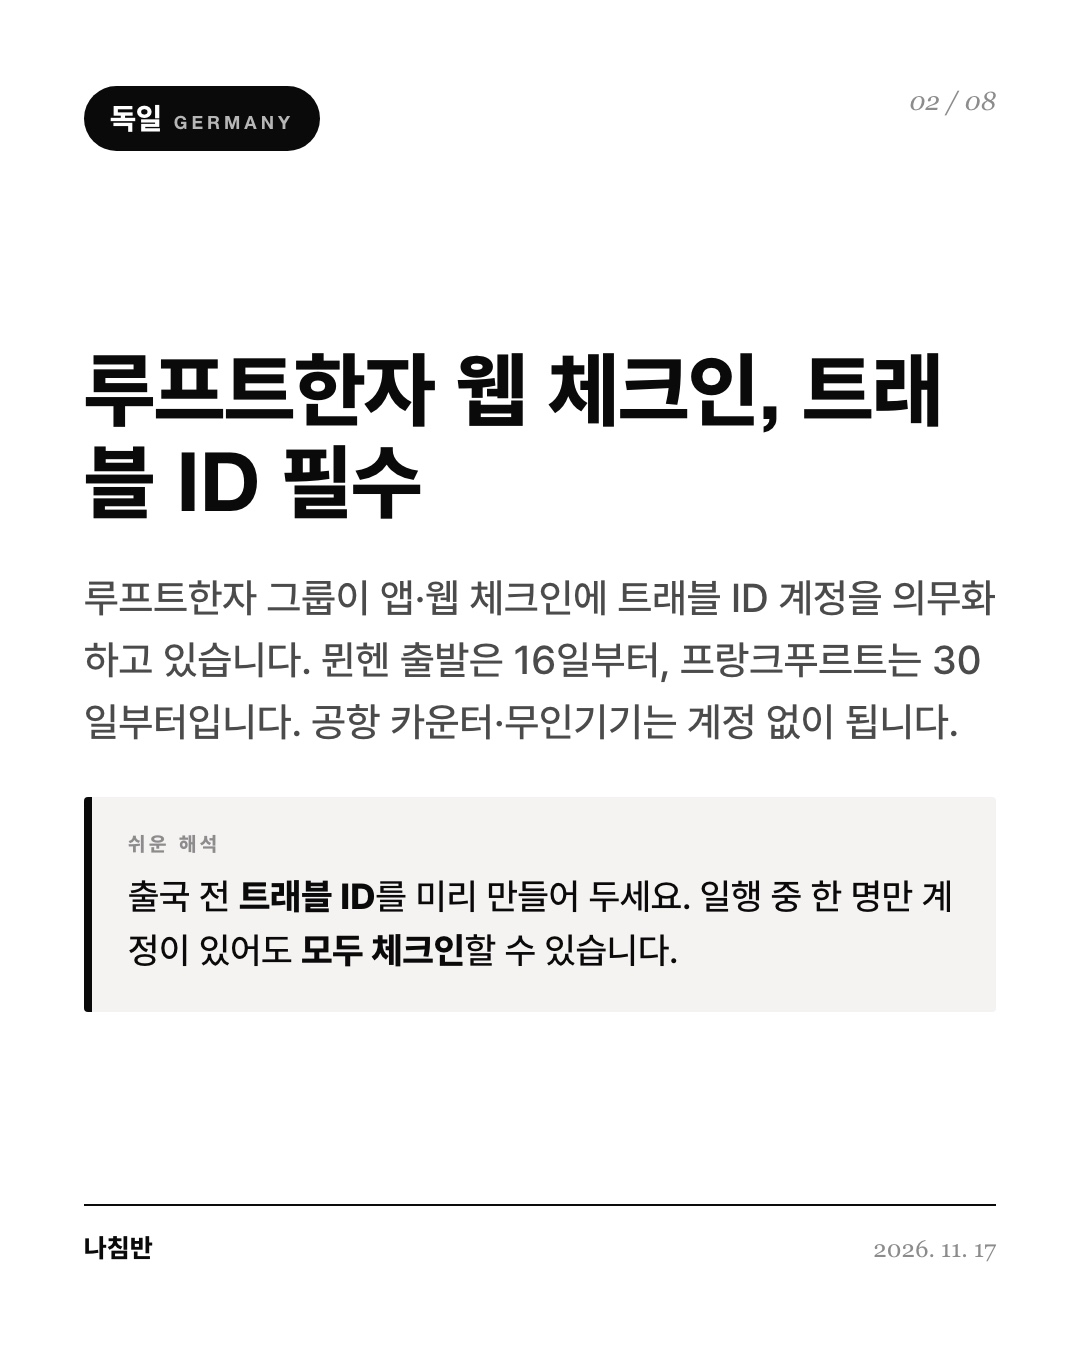 독일 GERMANY
02 / 08
루프트한자 웹 체크인, 트래
블 ID 필수
루프트한자 그룹이 앱·웹 체크인에 트래블 ID 계정을 의무화
하고 있습니다. 뮌헨 출발은 16일부터, 프랑크푸르트는 30
일부터입니다. 공항 카운터·무인기기는 계정 없이 됩니다.
쉬운 해석
출국 전 트래블 ID를 미리 만들어 두세요. 일행 중 한 명만 계
정이 있어도 모두 체크인할 수 있습니다.
나침반
2026. 11. 17